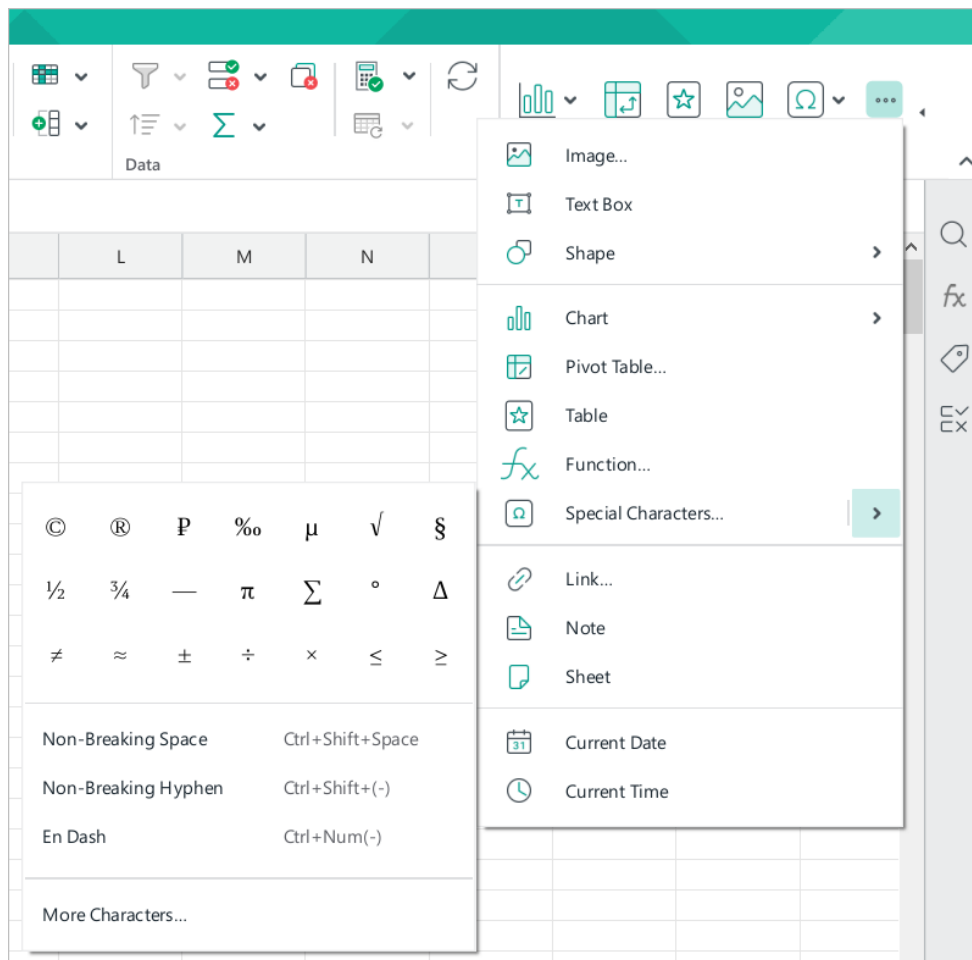 Data
L M N
Image...
Text Box
Shape
Chart
Pivot Table...
Table
Function...
Special Characters...
Link...
Note
Sheet
31 Current Date
Current Time
© ® ₽ ‰ µ √ §
½ ¾ — π ∑ ° Δ
≠ ≈ ± ÷ × ≤ ≥
Non-Breaking Space Ctrl+Shift+Space
Non-Breaking Hyphen Ctrl+Shift+(-)
En Dash Ctrl+Num(-)
More Characters...